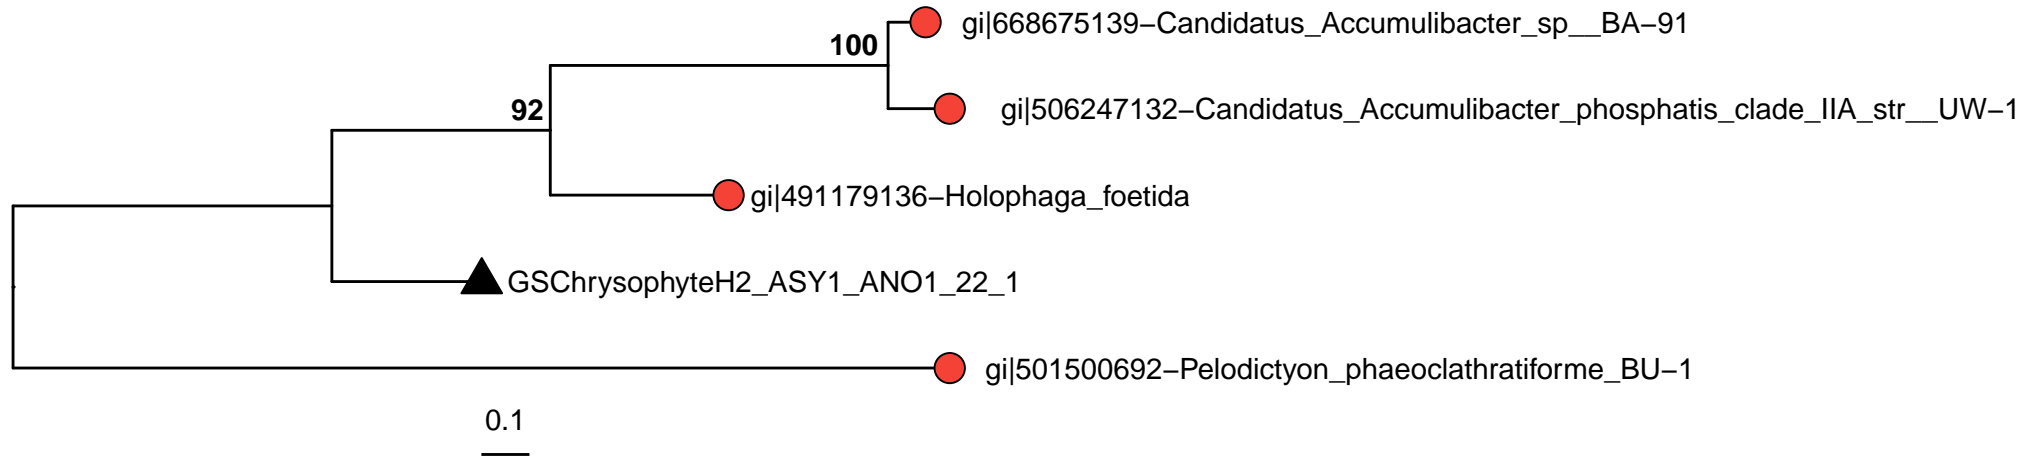 gi|668675139−Candidatus_Accumulibacter_sp__BA−91
100
92
gi|506247132−Candidatus_Accumulibacter_phosphatis_clade_IIA_str__UW−1
gi|491179136−Holophaga_foetida
GSChrysophyteH2_ASY1_ANO1_22_1
gi|501500692−Pelodictyon_phaeoclathratiforme_BU−1
0.1